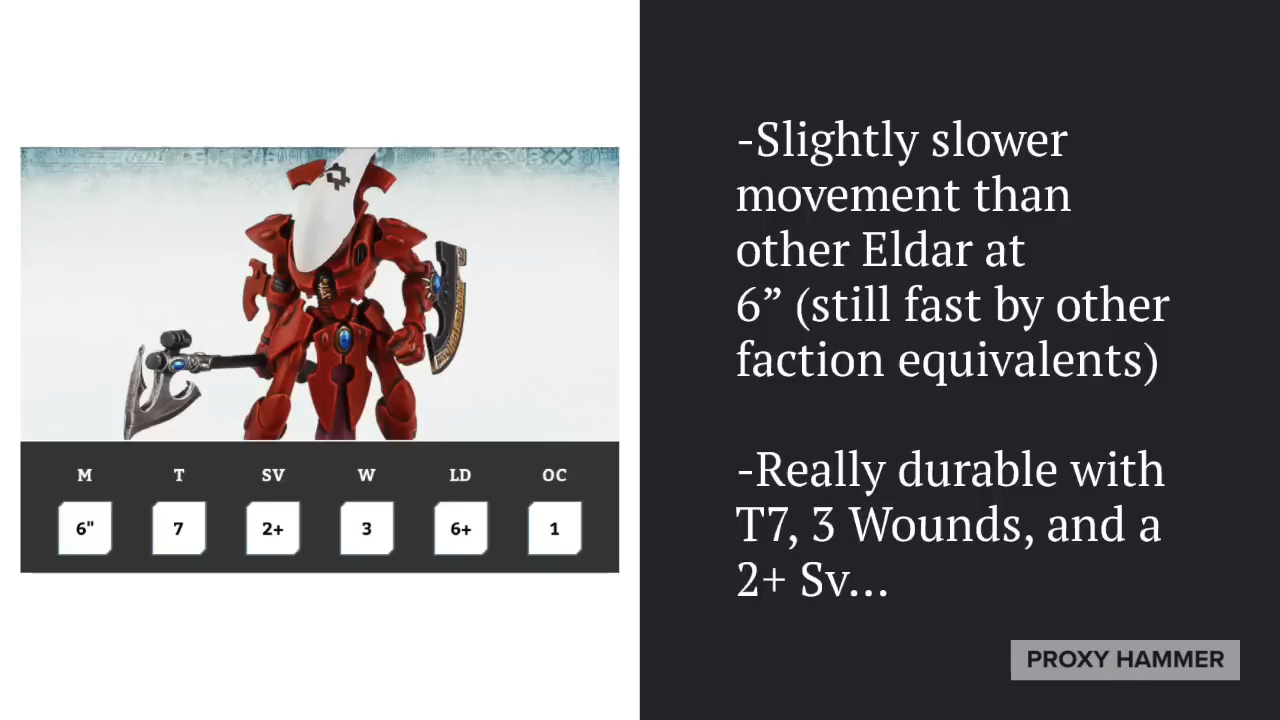 M T SV W LD OC
6" 7 2+ 3 6+ 1
-Slightly slower
movement than
other Eldar at
6” (still fast by other
faction equivalents)
-Really durable with
T7, 3 Wounds, and a
2+ Sv...
PROXY HAMMER